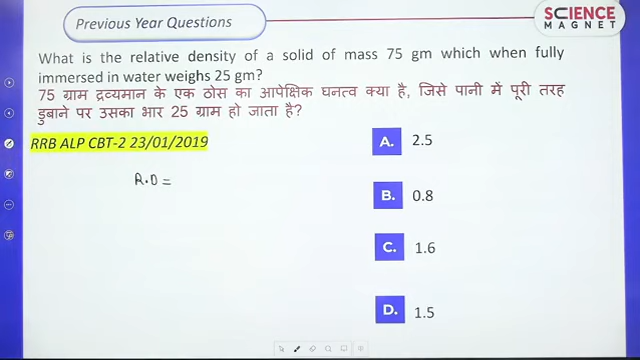 Previous Year Questions
SCIENCE
MAGNET
What is the relative density of a solid of mass 75 gm which when fully
immersed in water weighs 25 gm?
75 ग्राम द्रव्यमान के एक ठोस का आपेक्षिक घनत्व क्या है, जिसे पानी में पूरी तरह
डुबाने पर उसका भार 25 ग्राम हो जाता है?
RRB ALP CBT-2 23/01/2019
A. 2.5
R.D =
B. 0.8
C. 1.6
D. 1.5